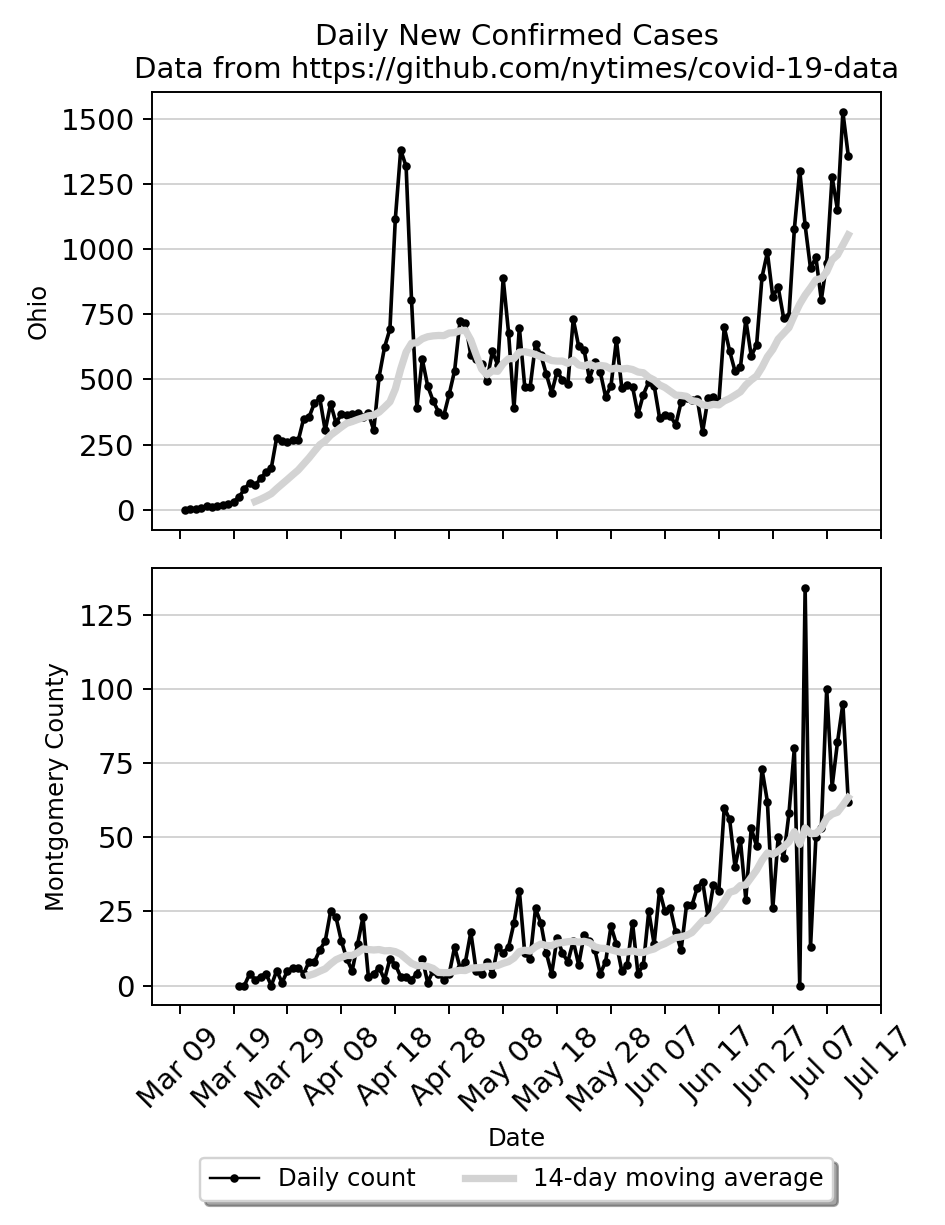 Daily New Confirmed Cases
Data from https://github.com/nytimes/covid-19-data
1500
1250
1000
750
500
250
0
Ohio
125
100
75
50
25
0
Montgomery County
Mar 09
Mar 19
Mar 29
Apr 08
Apr 18
Apr 28
May 08
May 18
May 28
Jun 07
Jun 17
Jun 27
Jul 07
Jul 17
Date
Daily count
14-day moving average